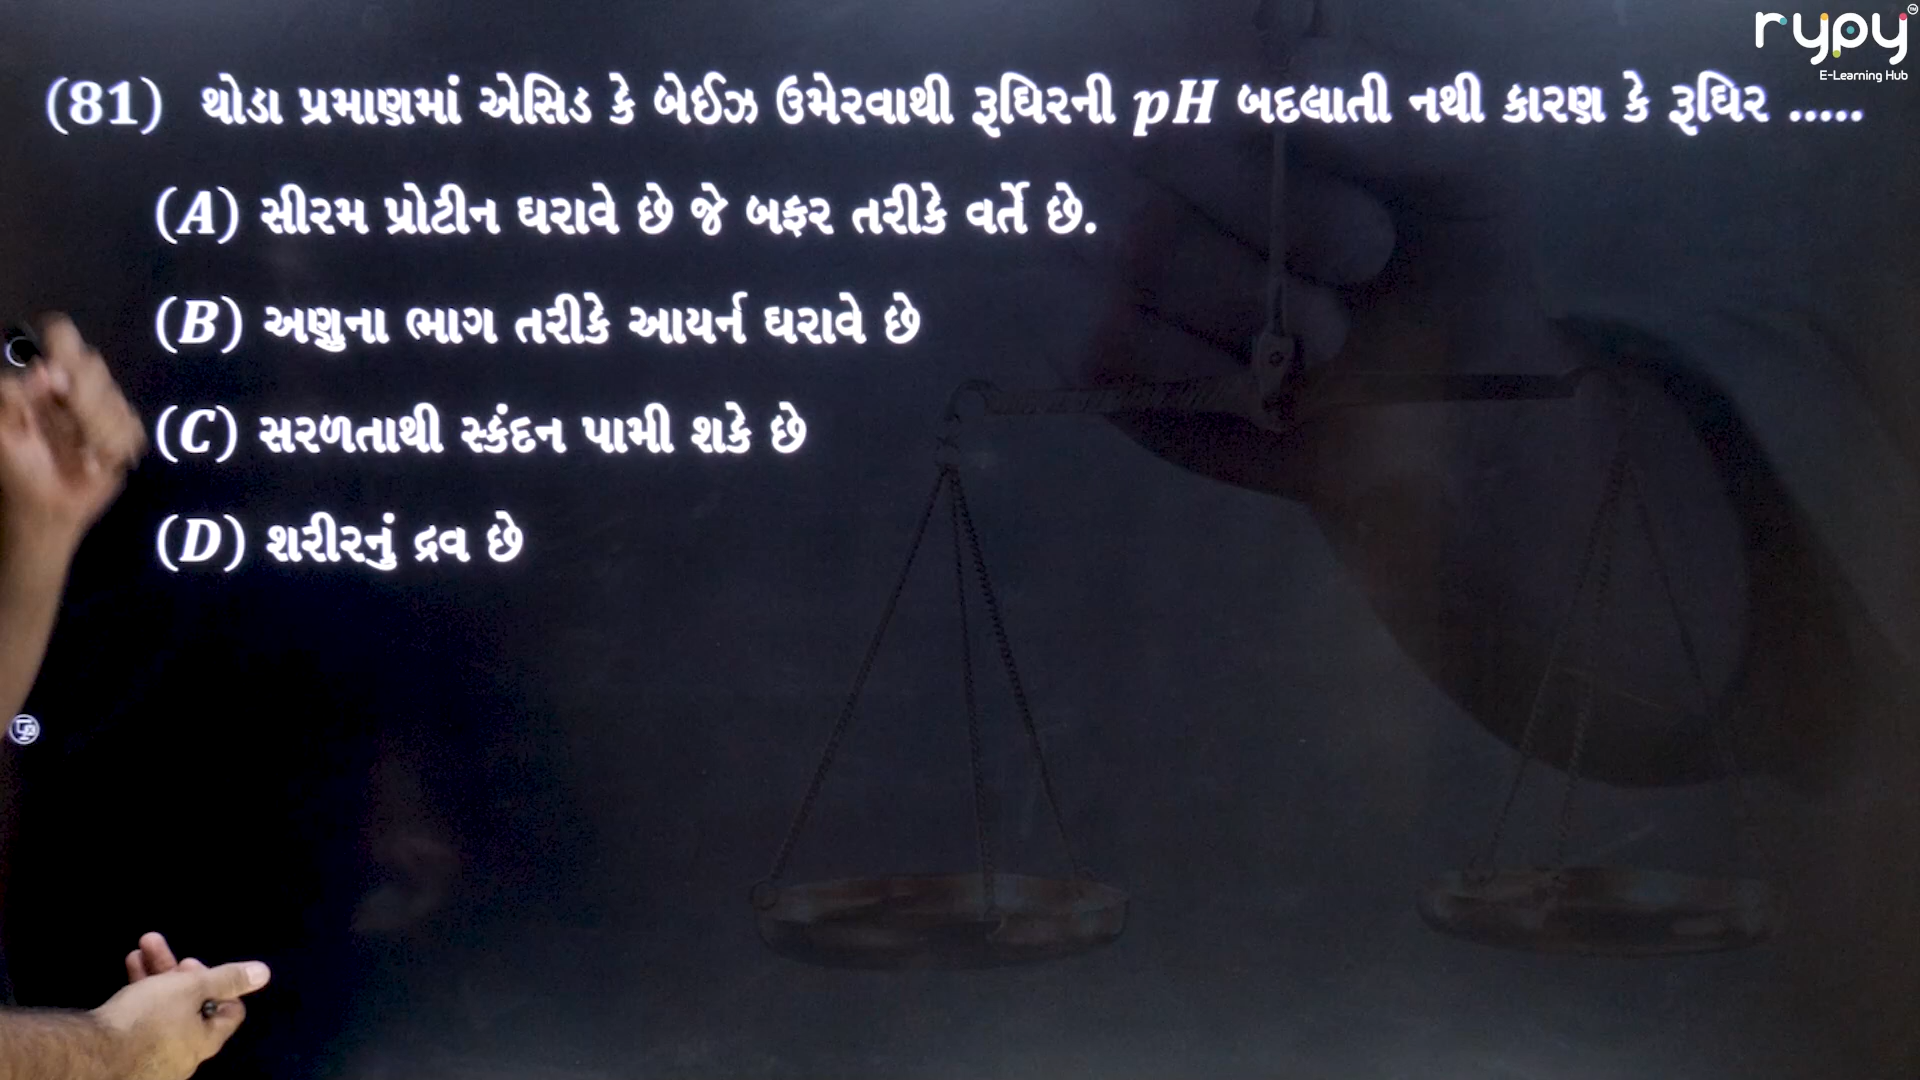 rypy™
E-Learning Hub
(81) થોડા પ્રમાણમાં એસિડ કે બેઈઝ ઉમેરવાથી રૂધિરની pH બદલાતી નથી કારણ કે રૂધિર .....
(A) સીરમ પ્રોટીન ધરાવે છે જે બફર તરીકે વર્તે છે.
(B) અણુના ભાગ તરીકે આયર્ન ધરાવે છે
(C) સરળતાથી સ્કંદન પામી શકે છે
(D) શરીરનું દ્રવ છે